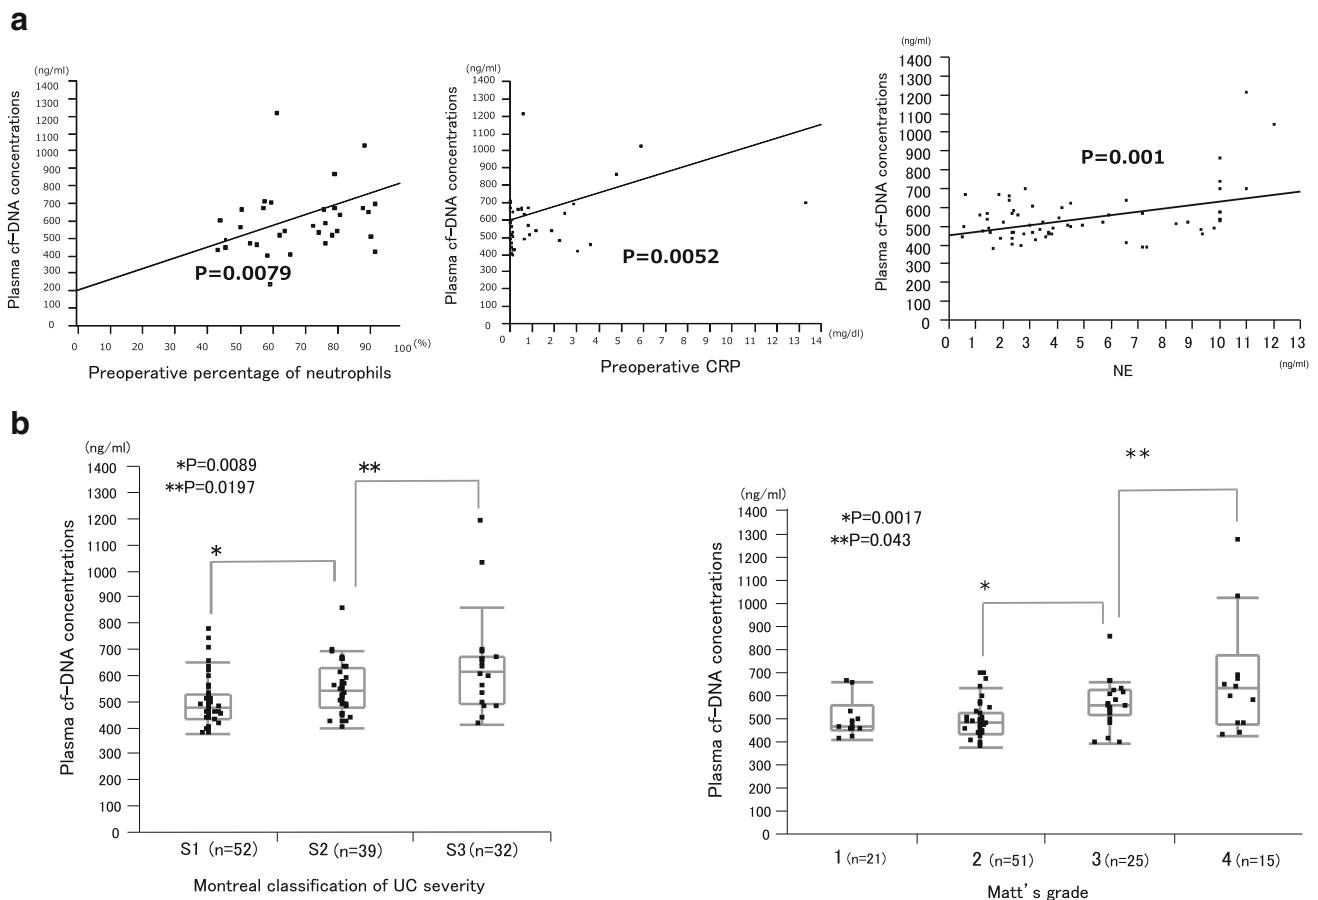 a
(ng/ml)
1400
1300
1200
1100
1000
900
800
700
600
500
400
300
200
100
0
Plasma cf-DNA concentrations
P=0.0079
0 10 20 30 40 50 60 70 80 90 100 (%)
Preoperative percentage of neutrophils
(ng/ml)
1400
1300
1200
1100
1000
900
800
700
600
500
400
300
200
100
0
Plasma cf-DNA concentrations
P=0.0052
0 1 2 3 4 5 6 7 8 9 10 11 12 13 14 (mg/dl)
Preoperative CRP
(ng/ml)
1400
1300
1200
1100
1000
900
800
700
600
500
400
300
200
100
0
Plasma cf-DNA concentrations
P=0.001
0 1 2 3 4 5 6 7 8 9 10 11 12 13
(ng/ml)
NE
b
(ng/ml)
1400
1300
1200
1100
1000
900
800
700
600
500
400
300
200
100
0
Plasma cf-DNA concentrations
*P=0.0089
**P=0.0197
*
**
S1 (n=52) S2 (n=39) S3 (n=32)
Montreal classification of UC severity
(ng/ml)
1400
1300
1200
1100
1000
900
800
700
600
500
400
300
200
100
0
Plasma cf-DNA concentrations
*P=0.0017
**P=0.043
*
**
1 (n=21) 2 (n=51) 3 (n=25) 4 (n=15)
Matt's grade